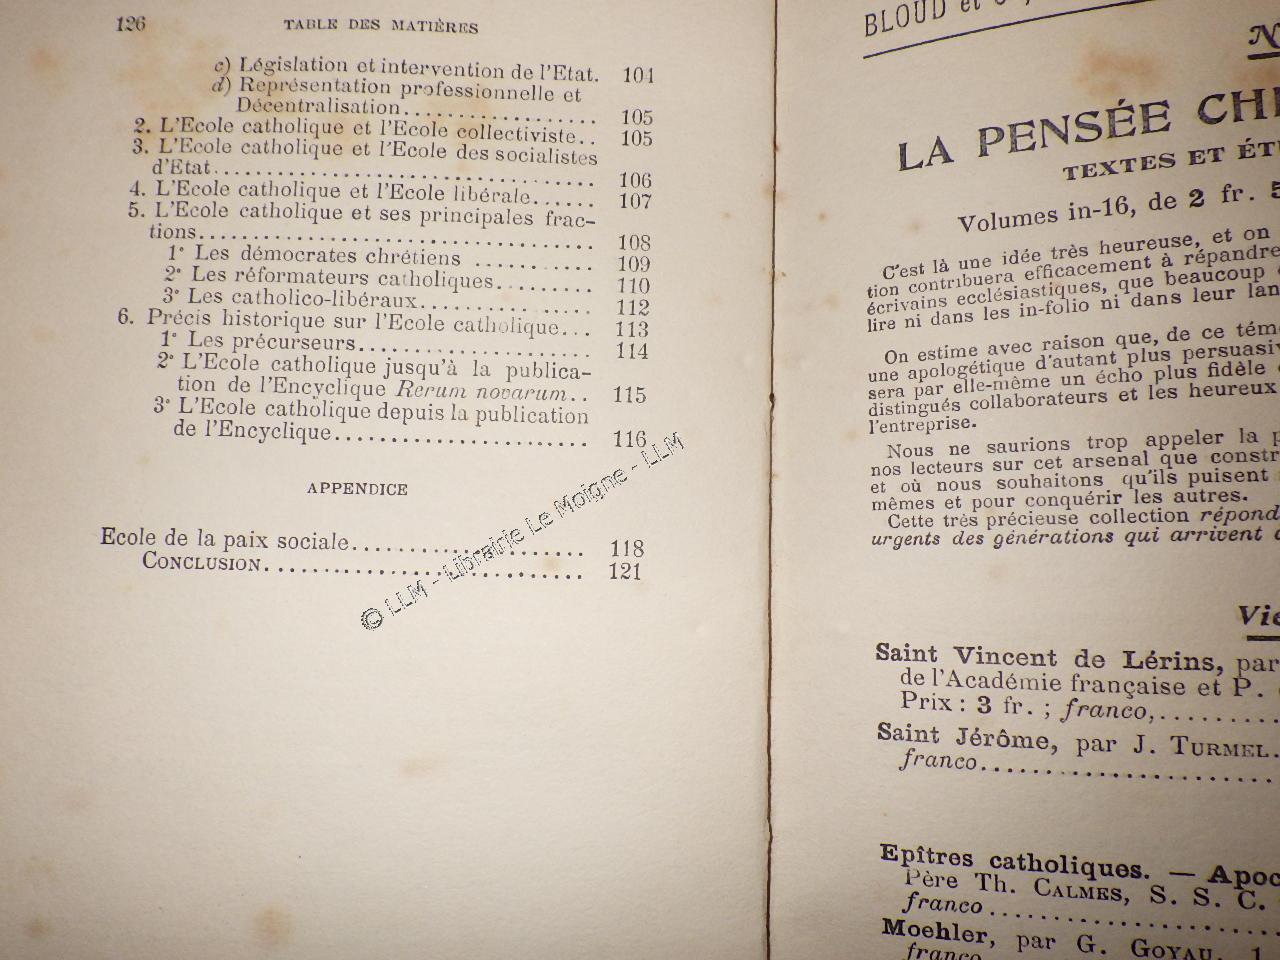 126 TABLE DES MATIÈRES
c) Législation et intervention de l'Etat. 104
d) Représentation professionnelle et
Décentralisation.................. 105
2. L'Ecole catholique et l'Ecole collectiviste.. 105
3. L'Ecole catholique et l'Ecole des socialistes
d'Etat................................... 106
4. L'Ecole catholique et l'Ecole libérale...... 107
5. L'Ecole catholique et ses principales frac-
tions.................................... 108
1° Les démocrates chrétiens ........... 109
2° Les réformateurs catholiques......... 110
3° Les catholico-libéraux............... 112
6. Précis historique sur l'Ecole catholique... 113
1° Les précurseurs..................... 114
2° L'Ecole catholique jusqu'à la publica-
tion de l'Encyclique Rerum novarum.. 115
3° L'Ecole catholique depuis la publication
de l'Encyclique....................... 116
APPENDICE
Ecole de la paix sociale..................... 118
CONCLUSION............................ 121
© LLM - Librairie Le Moigne - LLM
BLOUD et
LA PENSÉE
TEXTES ET
Volumes in-16, de 2 fr.
C'est là une idée très heureuse, et on
tion contribuera efficacement à répandre
écrivains ecclésiastiques, que beaucoup
lire ni dans les in-folio ni dans leur
On estime avec raison que, de ce
une apologétique d'autant plus
sera par elle-même un écho plus fidèle
distingués collaborateurs et les heureux
l'entreprise.
Nous ne saurions trop appeler la
nos lecteurs sur cet arsenal que
et où nous souhaitons qu'ils puisent
mêmes et pour conquérir les autres.
Cette très précieuse collection répond
urgents des générations qui arrivent
Saint Vincent de Lérins, par
de l'Académie française et P.
Prix : 3 fr. ; franco,..........
Saint Jérôme, par J. TURMEL.
franco........................
Epîtres catholiques. —
Père Th. CALMES, S. S. C.
franco........................
Moehler, par G. GOYAU. 1
franco